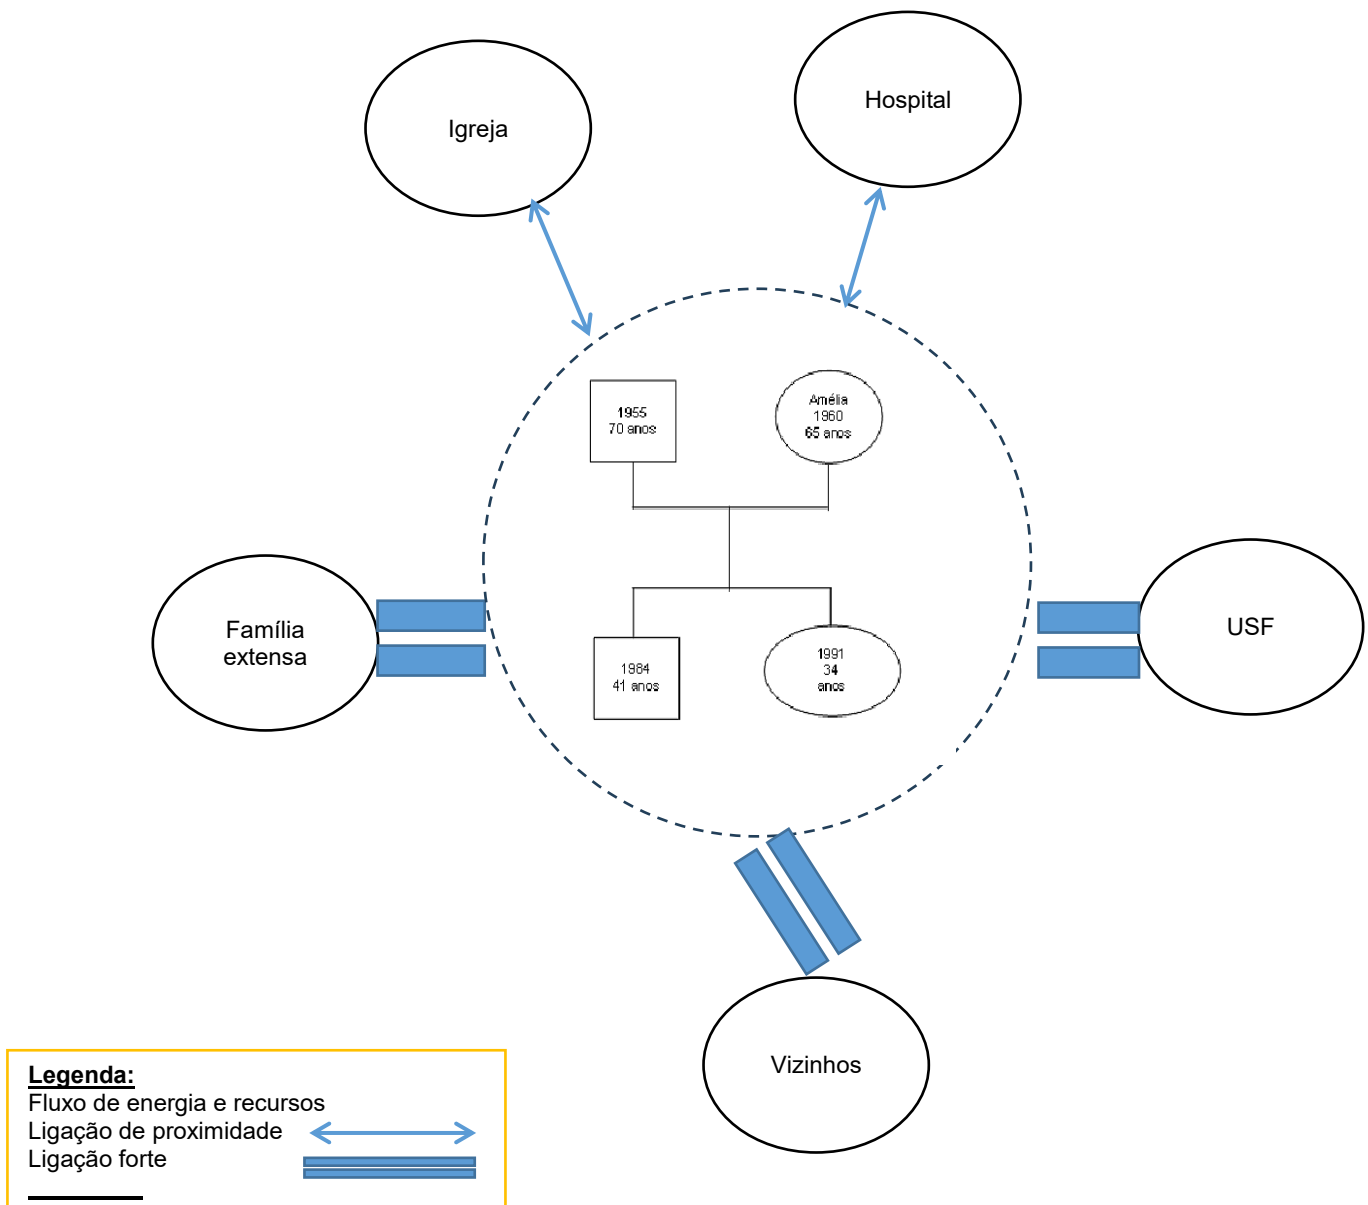 Hospital
Igreja
1955
70 anos
Amélia
1960
65 anos
Família
extensa
USF
1984
41 anos
1991
34
anos
Vizinhos
Legenda:
Fluxo de energia e recursos
Ligação de proximidade
Ligação forte